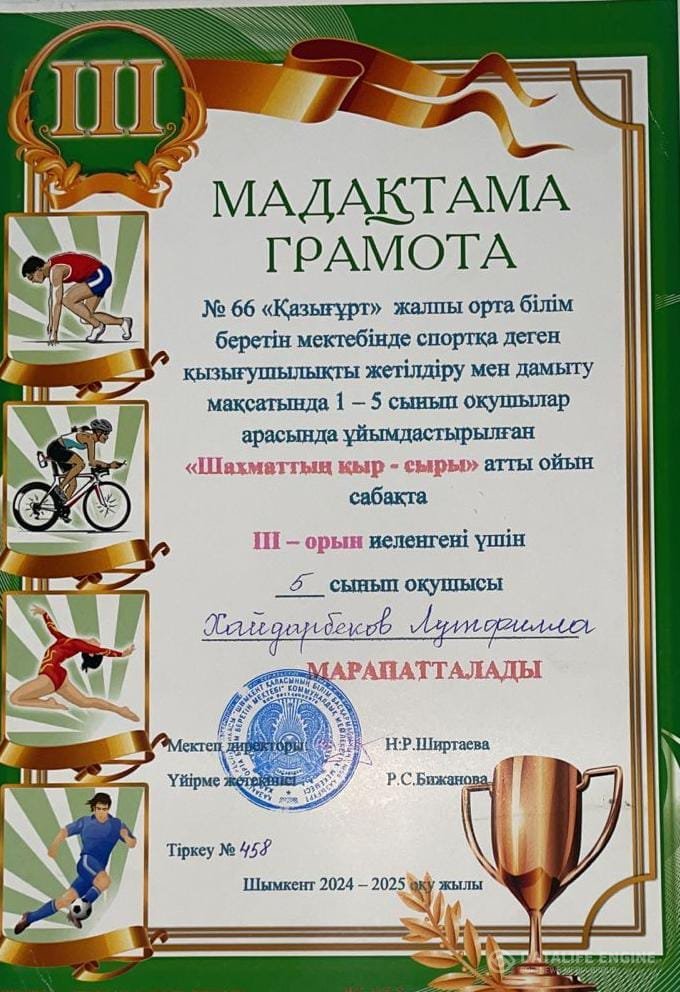 III
МАДАҚТАМА
ГРАМОТА
№ 66 «Қазығұрт» жалпы орта білім
беретін мектебінде спортқа деген
қызығушылықты жетілдіру мен дамыту
мақсатында 1 – 5 сынып оқушылар
арасында ұйымдастырылған
«Шахматтың қыр - сыры» атты ойын
сабақта
III – орын иеленгені үшін
5 сынып оқушысы
Хайдарбеков Лутфилла
МАРАПАТТАЛАДЫ
Мектеп директоры: Н:Р.Ширтаева
Үйірме жетекшісі Р.С.Бижанова
Тіркеу № 458
Шымкент 2024 – 2025 оқу жылы
DATALIFE ENGINE